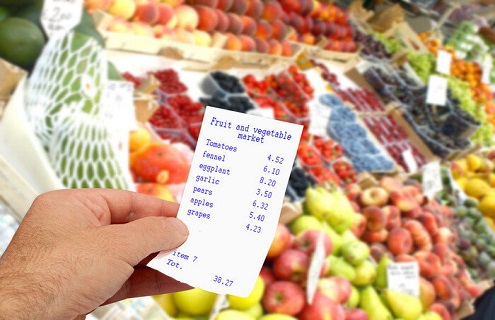 Fruit and vegetable
market
Tomatoes 4.52
fennel 6.10
eggplant 8.20
garlic 3.50
pears 6.32
apples 5.40
grapes 4.23
item 7
Tot. 38.27